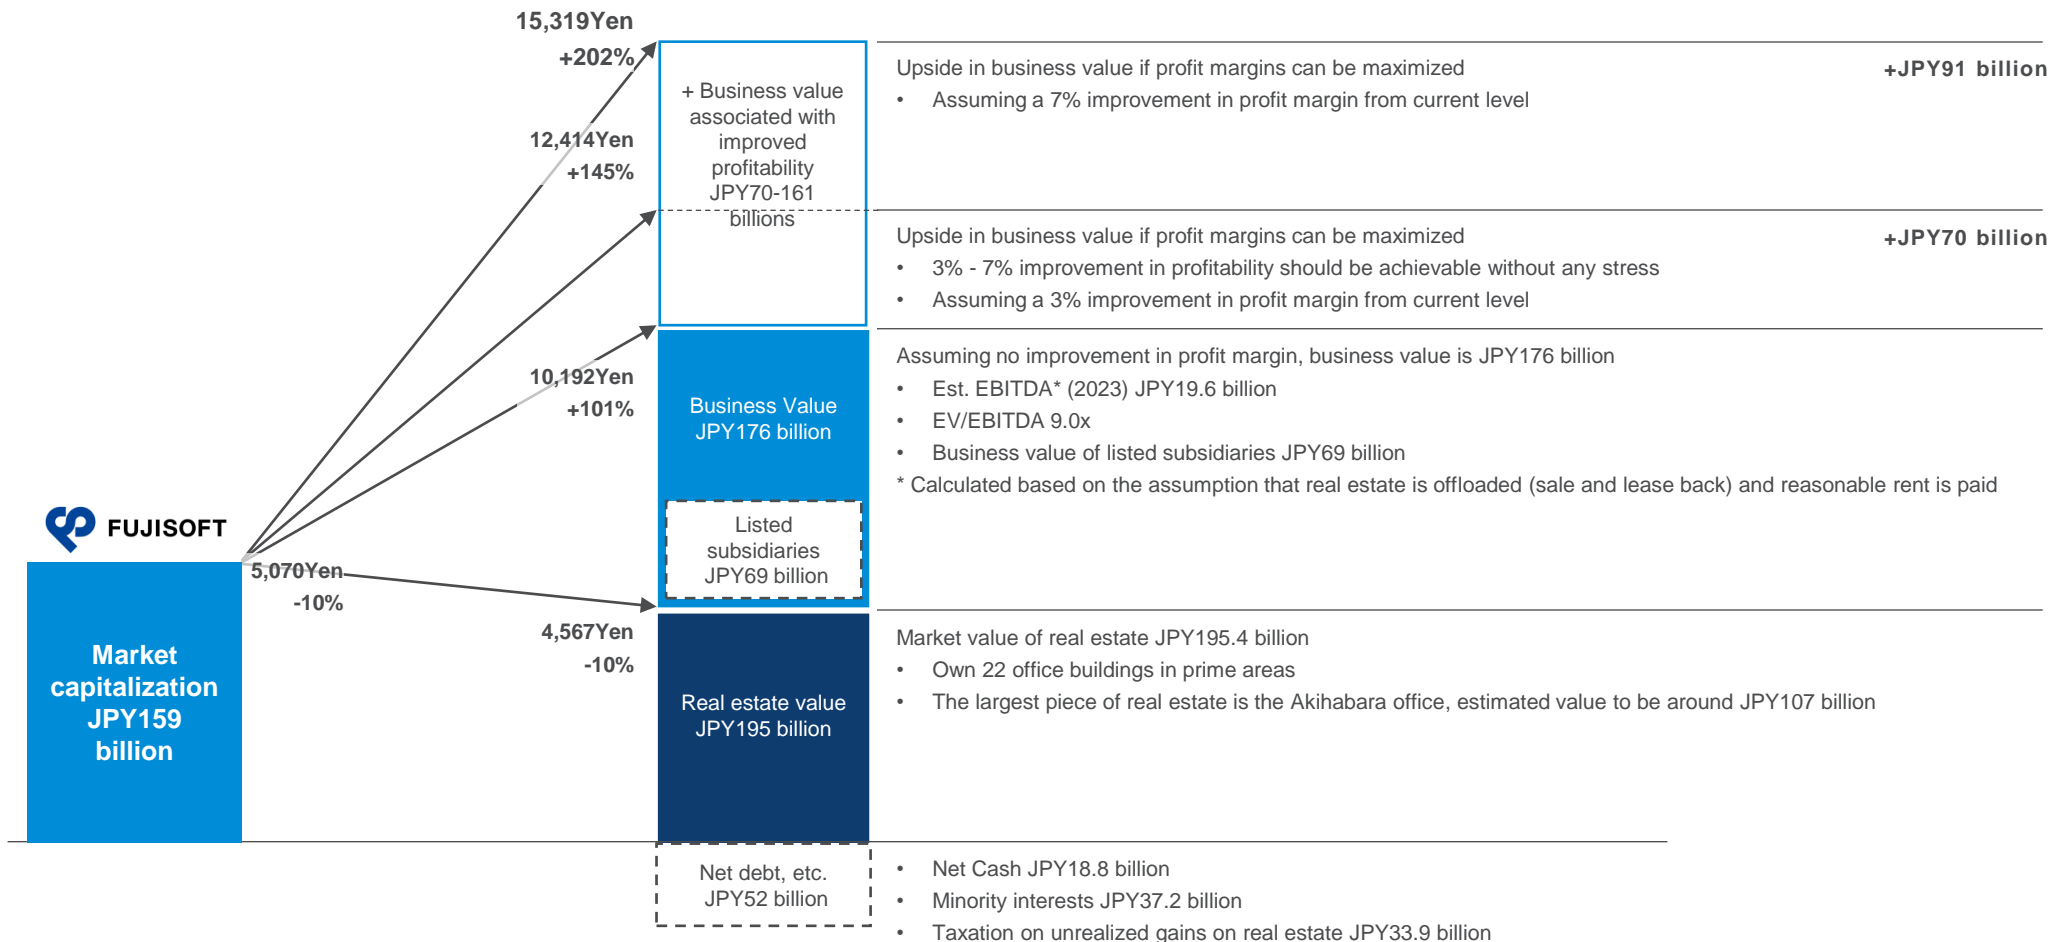 15,319Yen
+202%
12,414Yen
+145%
10,192Yen
+101%
FUJISOFT
5,070Yen
-10%
4,567Yen
-10%
Market
capitalization
JPY159
billion
+ Business value
associated with
improved
profitability
JPY70-161
billions
Business Value
JPY176 billion
Listed
subsidiaries
JPY69 billion
Real estate value
JPY195 billion
Net debt, etc.
JPY52 billion
Upside in business value if profit margins can be maximized
+JPY91 billion
• Assuming a 7% improvement in profit margin from current level
Upside in business value if profit margins can be maximized
+JPY70 billion
• 3% - 7% improvement in profitability should be achievable without any stress
• Assuming a 3% improvement in profit margin from current level
Assuming no improvement in profit margin, business value is JPY176 billion
• Est. EBITDA* (2023) JPY19.6 billion
• EV/EBITDA 9.0x
• Business value of listed subsidiaries JPY69 billion
* Calculated based on the assumption that real estate is offloaded (sale and lease back) and reasonable rent is paid
Market value of real estate JPY195.4 billion
• Own 22 office buildings in prime areas
• The largest piece of real estate is the Akihabara office, estimated value to be around JPY107 billion
• Net Cash JPY18.8 billion
• Minority interests JPY37.2 billion
• Taxation on unrealized gains on real estate JPY33.9 billion